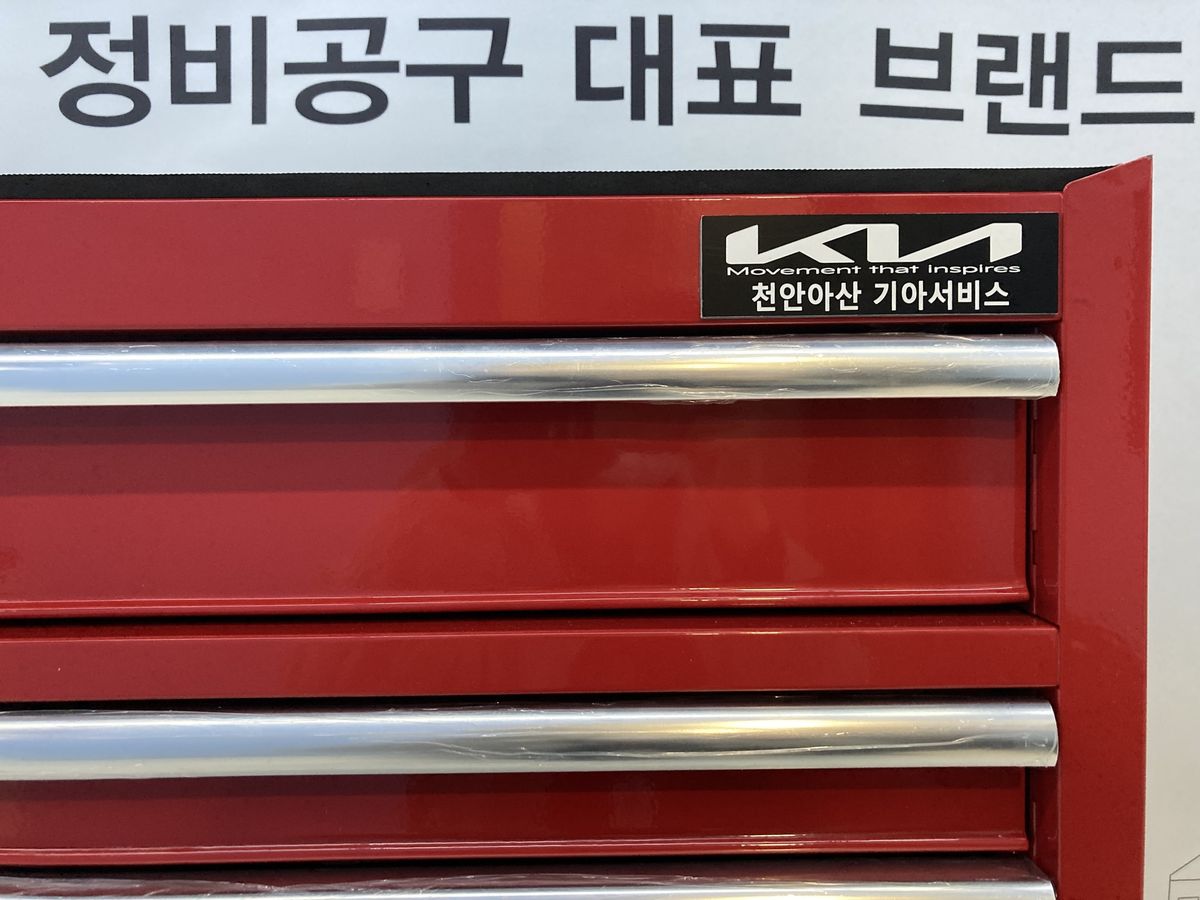 정비공구 대표 브랜드
KIA
Movement that inspires
천안아산 기아서비스